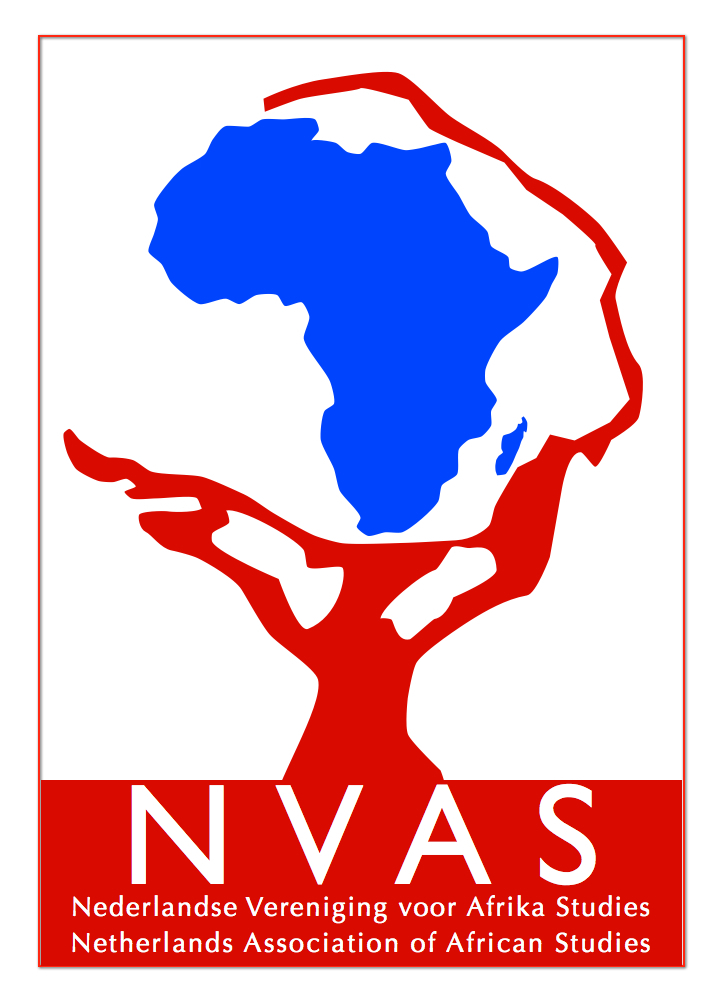 NVAS
Nederlandse Vereniging voor Afrika Studies
Netherlands Association of African Studies